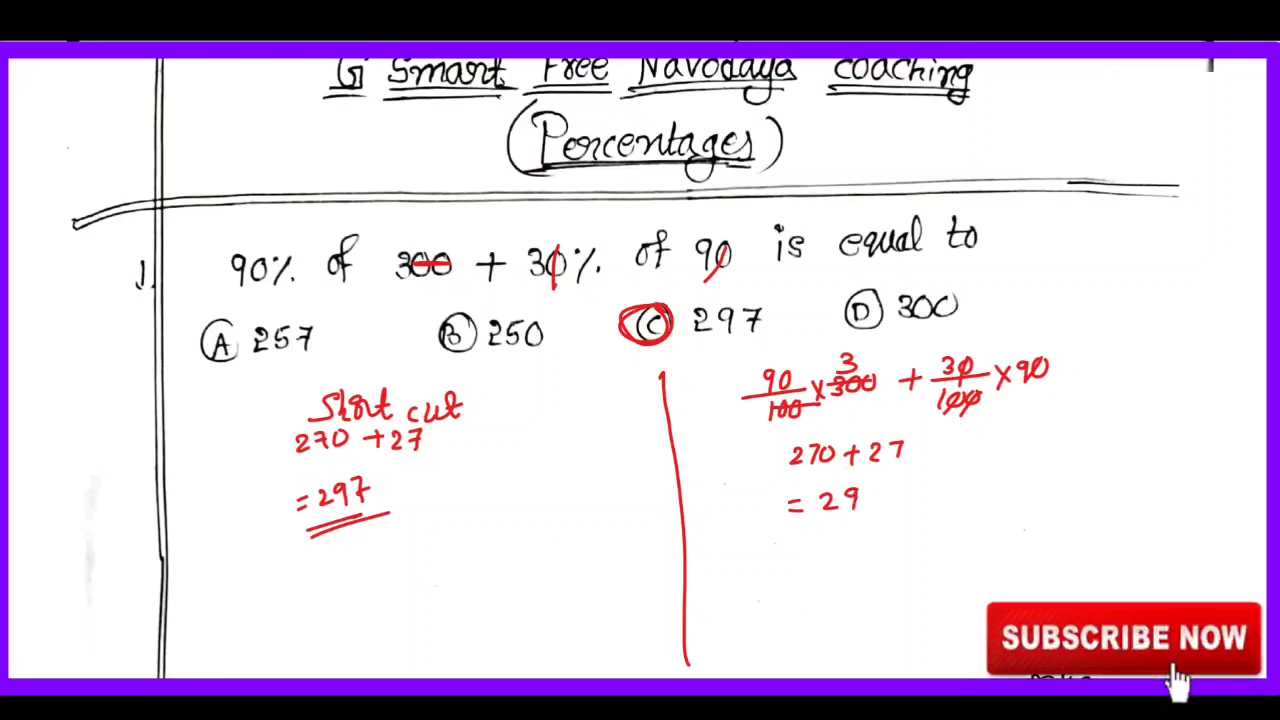 G Smart Free Navodaya coaching
(Percentages)
1) 90% of 300 + 30% of 90 is equal to
(A) 257 (B) 250 (C) 297 (D) 300
Short cut
270 + 27
= 297
90/100 × 300 3 + 30/100 × 90
270 + 27
= 29
SUBSCRIBE NOW